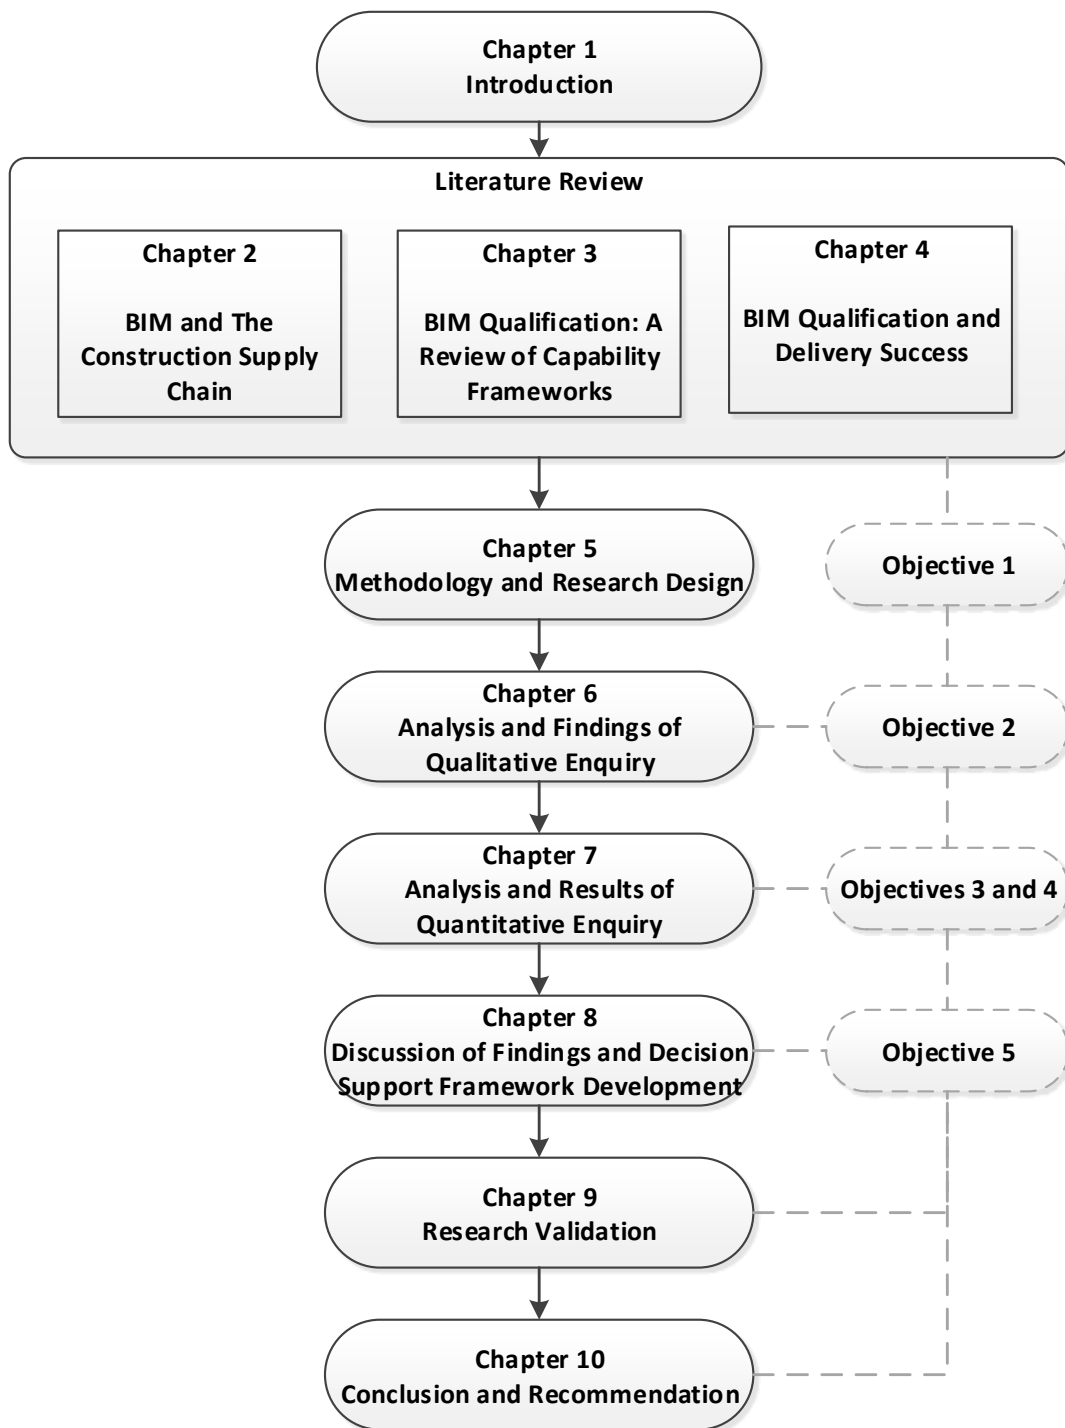 Chapter 1
Introduction
Literature Review
Chapter 2
BIM and The
Construction Supply
Chain
Chapter 3
BIM Qualification: A
Review of Capability
Frameworks
Chapter 4
BIM Qualification and
Delivery Success
Chapter 5
Methodology and Research Design
Objective 1
Chapter 6
Analysis and Findings of
Qualitative Enquiry
Objective 2
Chapter 7
Analysis and Results of
Quantitative Enquiry
Objectives 3 and 4
Chapter 8
Discussion of Findings and Decision
Support Framework Development
Objective 5
Chapter 9
Research Validation
Chapter 10
Conclusion and Recommendation